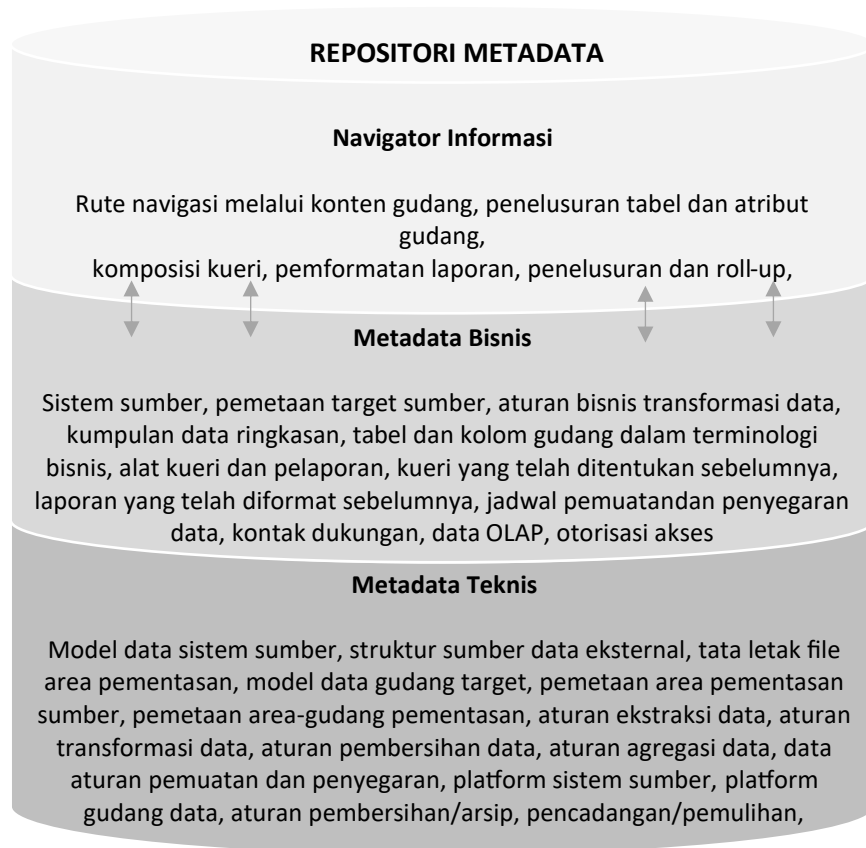 REPOSITORI METADATA
Navigator Informasi
Rute navigasi melalui konten gudang, penelusuran tabel dan atribut
gudang,
komposisi kueri, pemformatan laporan, penelusuran dan roll-up,
Metadata Bisnis
Sistem sumber, pemetaan target sumber, aturan bisnis transformasi data,
kumpulan data ringkasan, tabel dan kolom gudang dalam terminologi
bisnis, alat kueri dan pelaporan, kueri yang telah ditentukan sebelumnya,
laporan yang telah diformat sebelumnya, jadwal pemuatandan penyegaran
data, kontak dukungan, data OLAP, otorisasi akses
Metadata Teknis
Model data sistem sumber, struktur sumber data eksternal, tata letak file
area pementasan, model data gudang target, pemetaan area pementasan
sumber, pemetaan area-gudang pementasan, aturan ekstraksi data, aturan
transformasi data, aturan pembersihan data, aturan agregasi data, data
aturan pemuatan dan penyegaran, platform sistem sumber, platform
gudang data, aturan pembersihan/arsip, pencadangan/pemulihan,